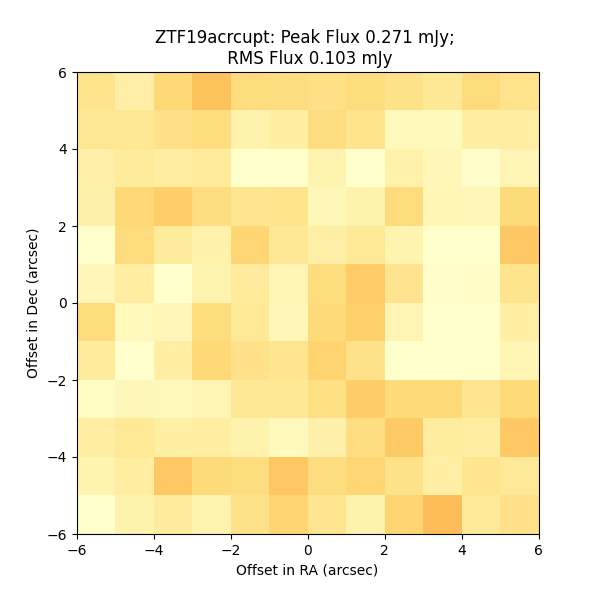 ZTF19acrcupt: Peak Flux 0.271 mJy;
RMS Flux 0.103 mJy
6
4
2
0
−2
−4
−6
Offset in Dec (arcsec)
−6 −4 −2 0 2 4 6
Offset in RA (arcsec)